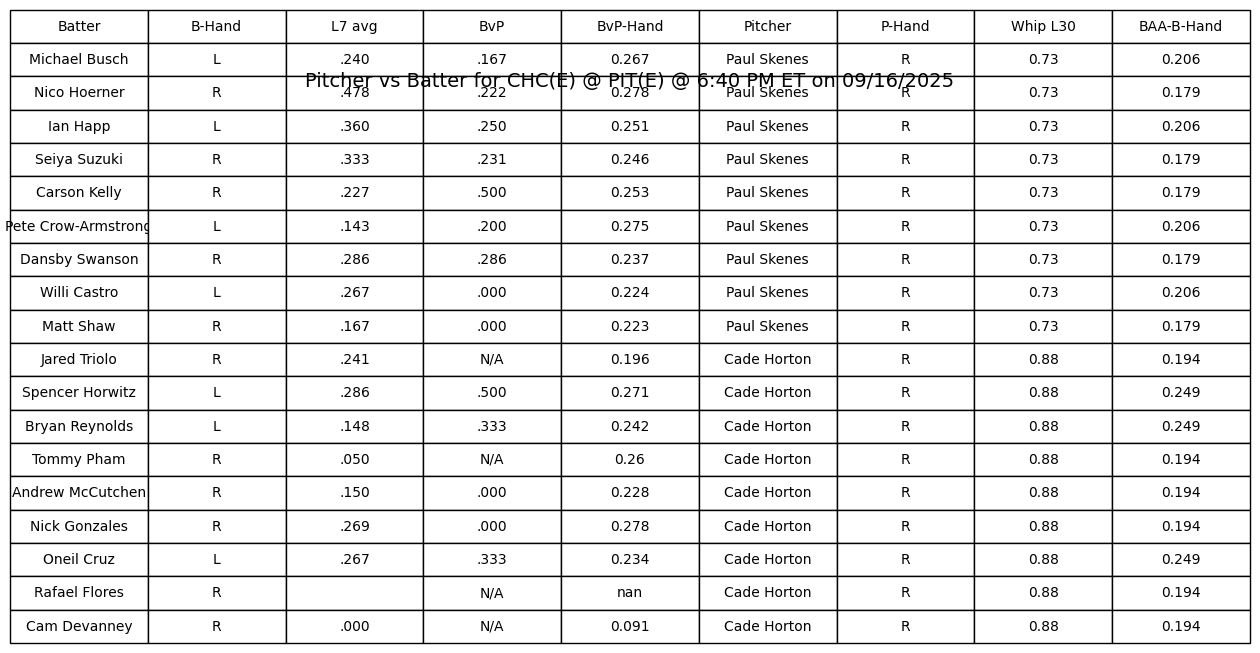 Batter B-Hand L7 avg BvP BvP-Hand Pitcher P-Hand Whip L30 BAA-B-Hand
Michael Busch L .240 .167 0.267 Paul Skenes R 0.73 0.206
Pitcher vs Batter for CHC(E) @ PIT(E) @ 6:40 PM ET on 09/16/2025
Nico Hoerner R .478 .222 0.278 Paul Skenes R 0.73 0.179
Ian Happ L .360 .250 0.251 Paul Skenes R 0.73 0.206
Seiya Suzuki R .333 .231 0.246 Paul Skenes R 0.73 0.179
Carson Kelly R .227 .500 0.253 Paul Skenes R 0.73 0.179
Pete Crow-Armstrong L .143 .200 0.275 Paul Skenes R 0.73 0.206
Dansby Swanson R .286 .286 0.237 Paul Skenes R 0.73 0.179
Willi Castro L .267 .000 0.224 Paul Skenes R 0.73 0.206
Matt Shaw R .167 .000 0.223 Paul Skenes R 0.73 0.179
Jared Triolo R .241 N/A 0.196 Cade Horton R 0.88 0.194
Spencer Horwitz L .286 .500 0.271 Cade Horton R 0.88 0.249
Bryan Reynolds L .148 .333 0.242 Cade Horton R 0.88 0.249
Tommy Pham R .050 N/A 0.26 Cade Horton R 0.88 0.194
Andrew McCutchen R .150 .000 0.228 Cade Horton R 0.88 0.194
Nick Gonzales R .269 .000 0.278 Cade Horton R 0.88 0.194
Oneil Cruz L .267 .333 0.234 Cade Horton R 0.88 0.249
Rafael Flores R N/A nan Cade Horton R 0.88 0.194
Cam Devanney R .000 N/A 0.091 Cade Horton R 0.88 0.194